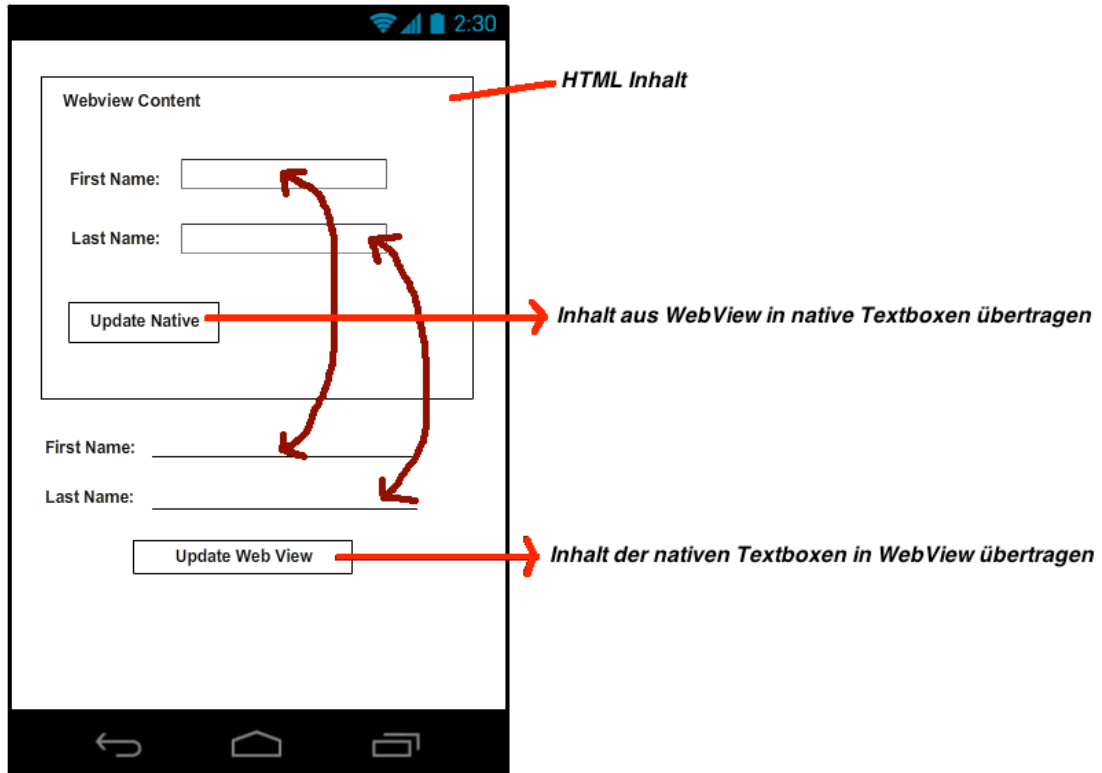 2:30
HTML Inhalt
Webview Content
First Name:
Last Name:
Update Native
Inhalt aus WebView in native Textboxen übertragen
First Name:
Last Name:
Update Web View
Inhalt der nativen Textboxen in WebView übertragen